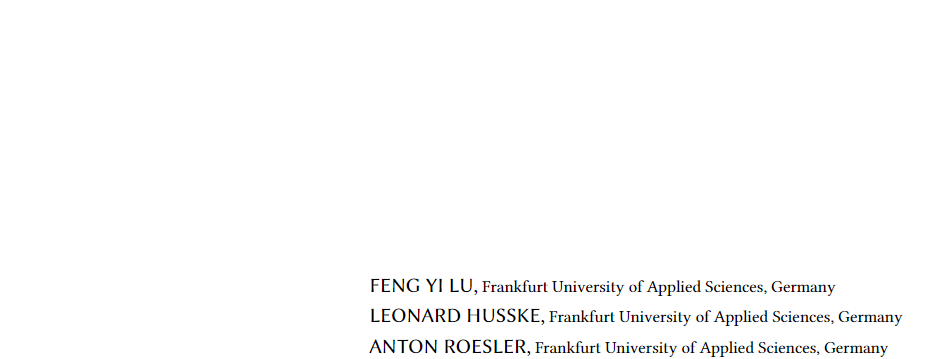 FENG YI LU, Frankfurt University of Applied Sciences, Germany
LEONARD HUSSKE, Frankfurt University of Applied Sciences, Germany
ANTON ROESLER, Frankfurt University of Applied Sciences, Germany